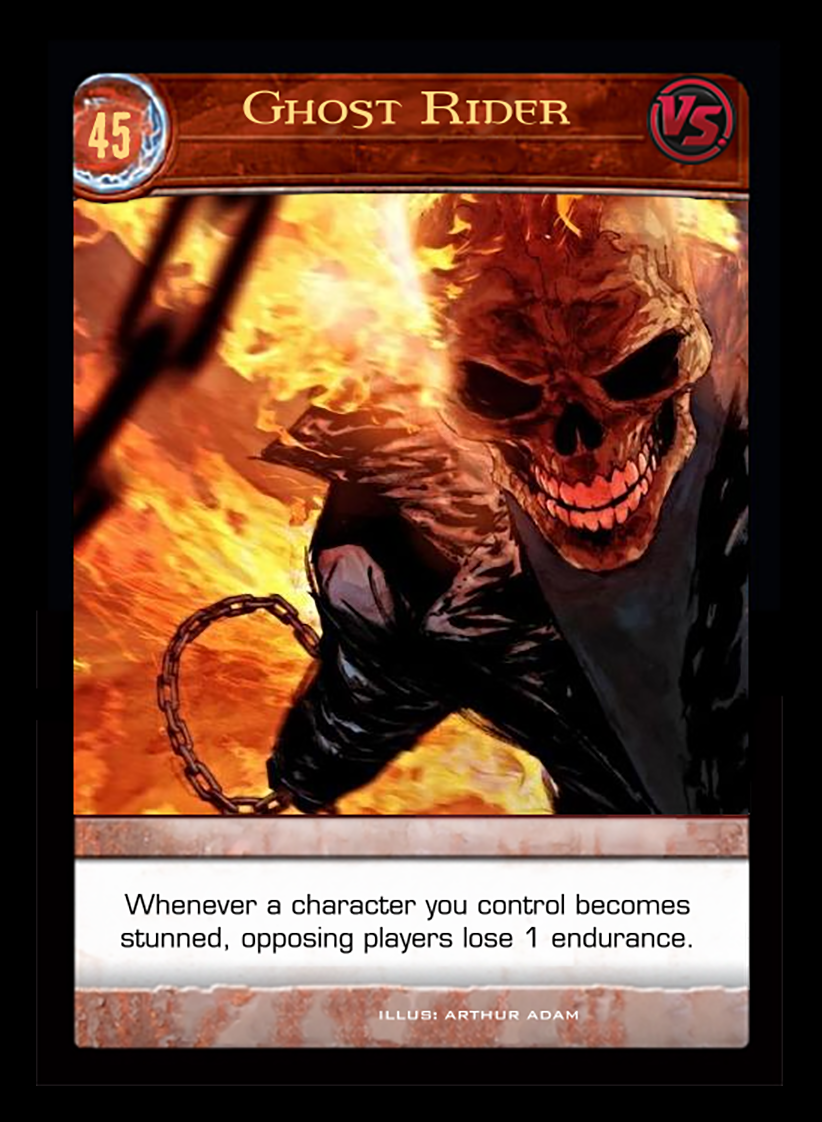 45
GHOST RIDER
VS.
Whenever a character you control becomes
stunned, opposing players lose 1 endurance.
ILLUS: ARTHUR ADAM